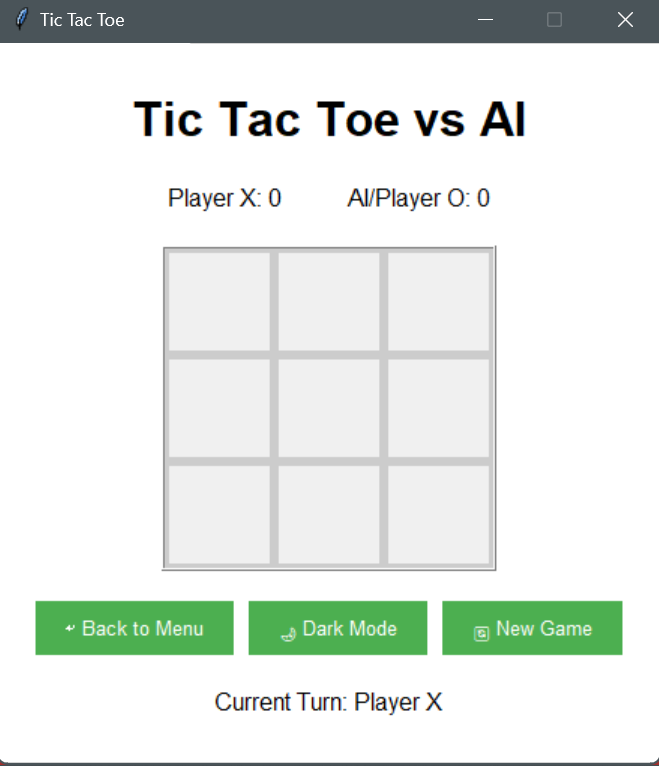 Tic Tac Toe
Tic Tac Toe vs AI
Player X: 0 AI/Player O: 0
Back to Menu Dark Mode New Game
Current Turn: Player X